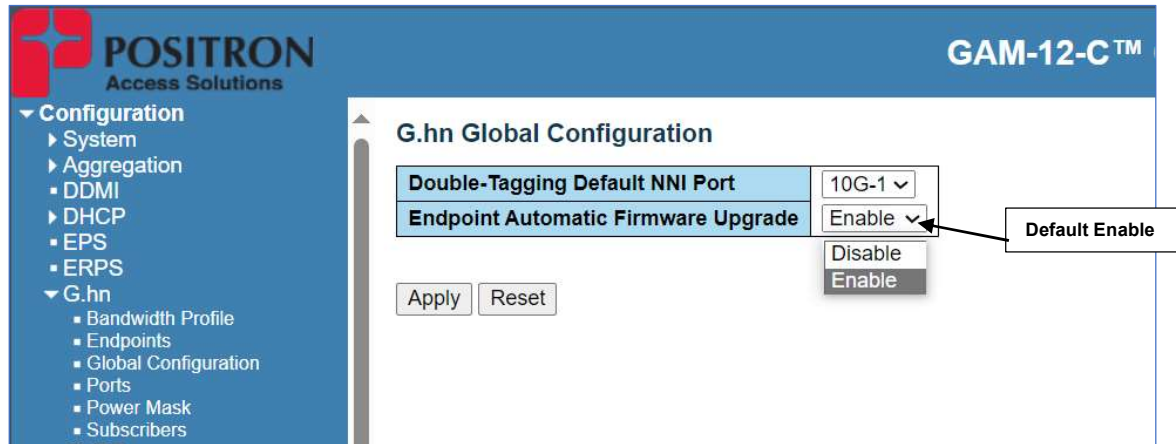 POSITRON
Access Solutions
GAM-12-C™
Configuration
System
Aggregation
DDMI
DHCP
EPS
ERPS
G.hn
Bandwidth Profile
Endpoints
Global Configuration
Ports
Power Mask
Subscribers
G.hn Global Configuration
Double-Tagging Default NNI Port 10G-1
Endpoint Automatic Firmware Upgrade Enable
Disable
Enable
Default Enable
Apply Reset